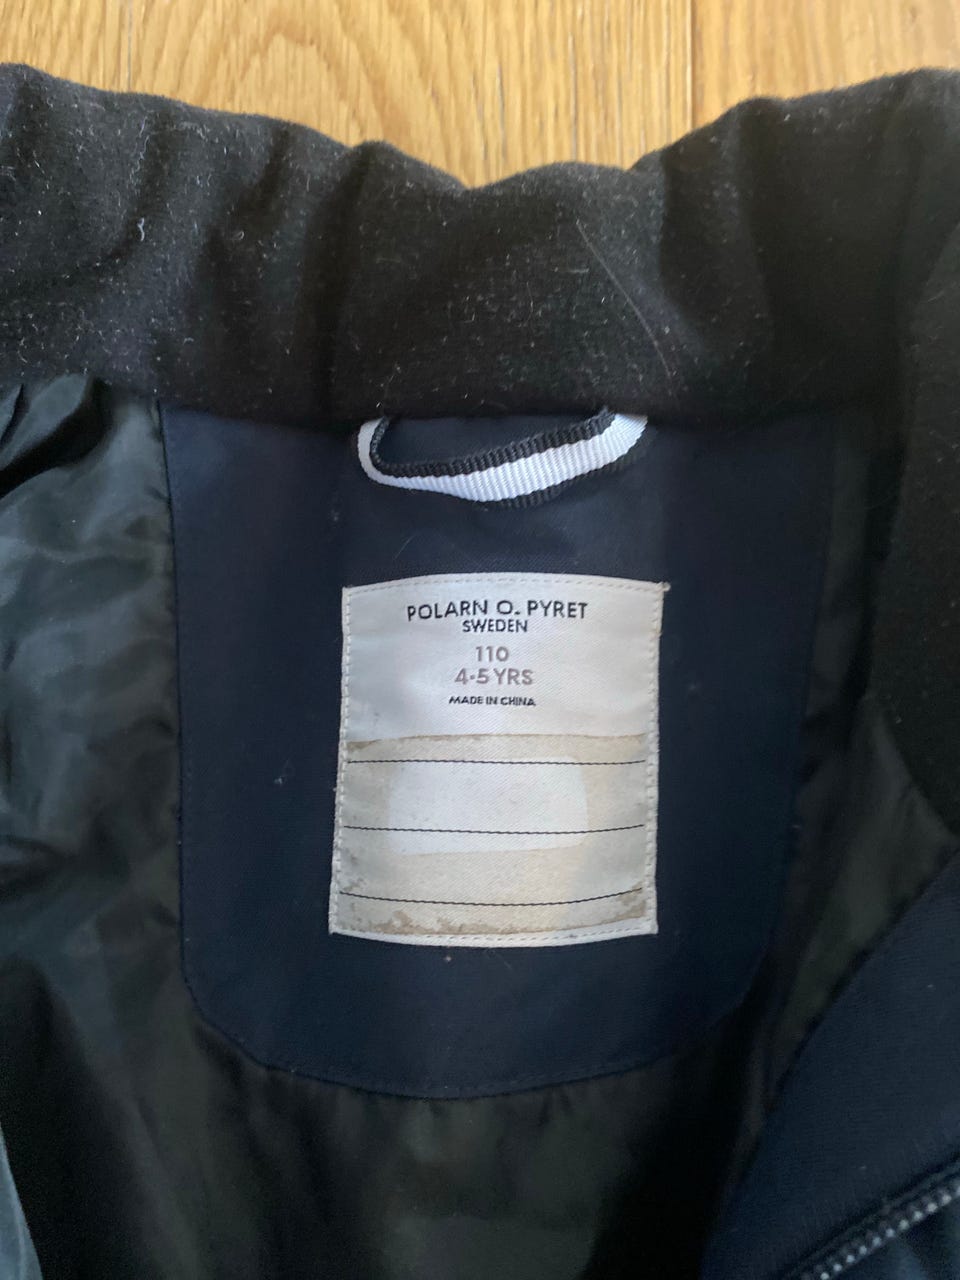 POLARN O. PYRET
SWEDEN
110
4-5 YRS
MADE IN CHINA